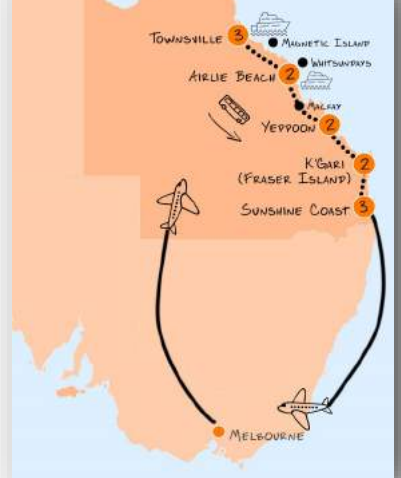 TOWNSVILLE 3
MAGNETIC ISLAND
WHITSUNDAYS
AIRLIE BEACH 2
MACKAY
YEPPOON 2
K'GARI 2
(FRASER ISLAND)
SUNSHINE COAST 3
MELBOURNE